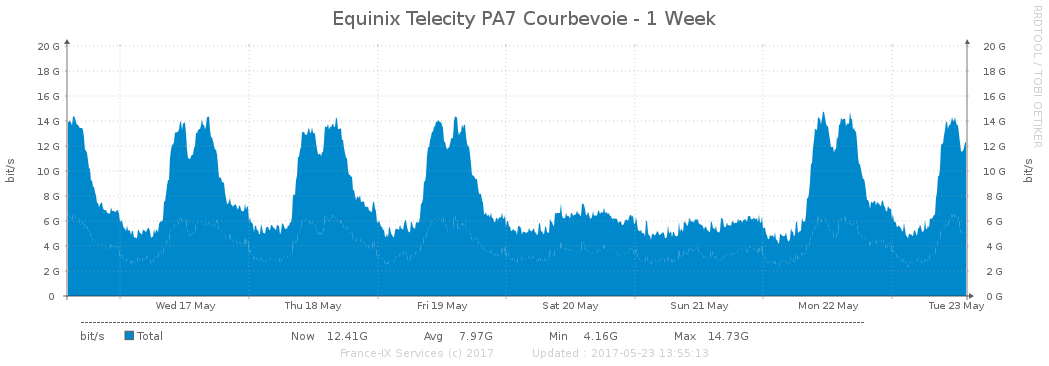 Equinix Telecity PA7 Courbevoie - 1 Week
RRDTOOL / TOBI OETIKER
bit/s
20 G
18 G
16 G
14 G
12 G
10 G
8 G
6 G
4 G
2 G
0
20 G
18 G
16 G
14 G
12 G
10 G
8 G
6 G
4 G
2 G
0 G
bit/s
Wed 17 May Thu 18 May Fri 19 May Sat 20 May Sun 21 May Mon 22 May Tue 23 May
bit/s Total Now 12.41G Avg 7.97G Min 4.16G Max 14.73G
France-IX Services (c) 2017 Updated : 2017-05-23 13:55:13